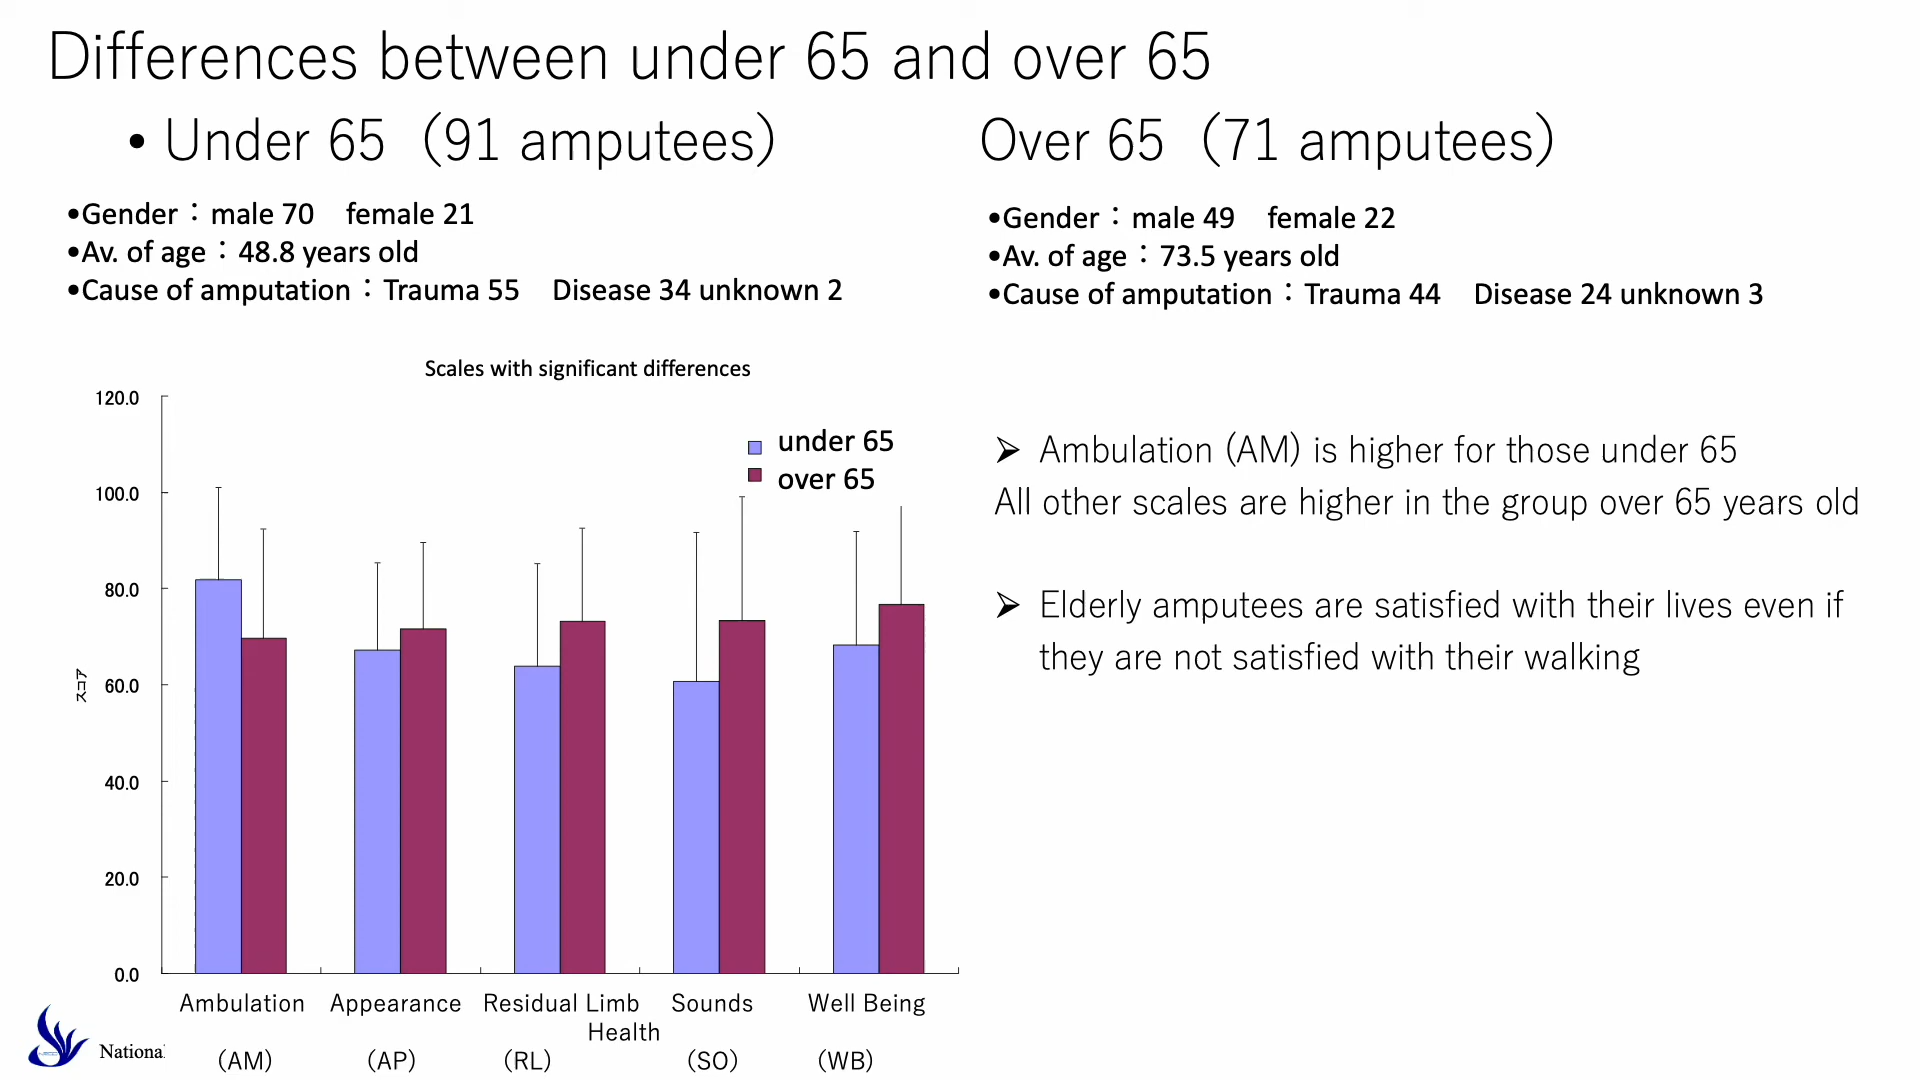 Differences between under 65 and over 65
• Under 65（91 amputees）
•Gender：male 70 female 21
•Av. of age：48.8 years old
•Cause of amputation：Trauma 55 Disease 34 unknown 2
Over 65（71 amputees）
•Gender：male 49 female 22
•Av. of age：73.5 years old
•Cause of amputation：Trauma 44 Disease 24 unknown 3
Scales with significant differences
under 65
over 65
120.0
100.0
80.0
60.0
40.0
20.0
0.0
スコア
Ambulation
(AM)
Appearance
(AP)
Residual Limb
Health
(RL)
Sounds
(SO)
Well Being
(WB)
➢ Ambulation (AM) is higher for those under 65
All other scales are higher in the group over 65 years old
➢ Elderly amputees are satisfied with their lives even if
they are not satisfied with their walking